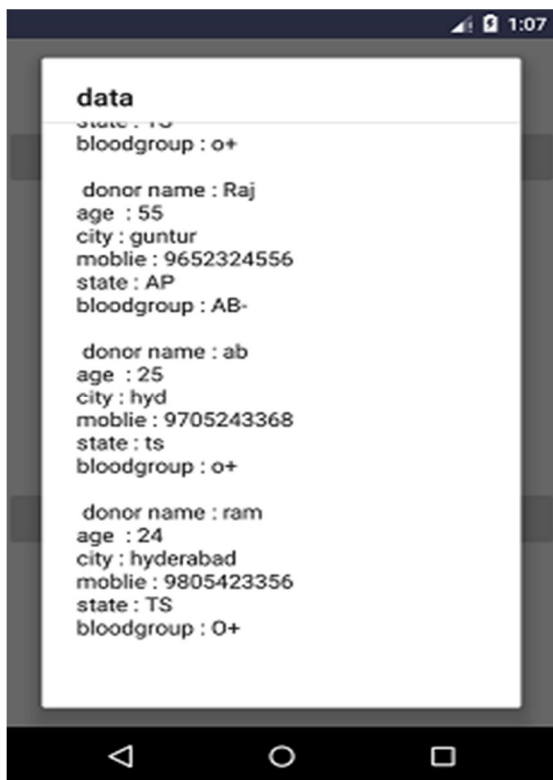 1:07
data
state : TS
bloodgroup : o+
donor name : Raj
age : 55
city : guntur
moblie : 9652324556
state : AP
bloodgroup : AB-
donor name : ab
age : 25
city : hyd
moblie : 9705243368
state : ts
bloodgroup : o+
donor name : ram
age : 24
city : hyderabad
moblie : 9805423356
state : TS
bloodgroup : O+